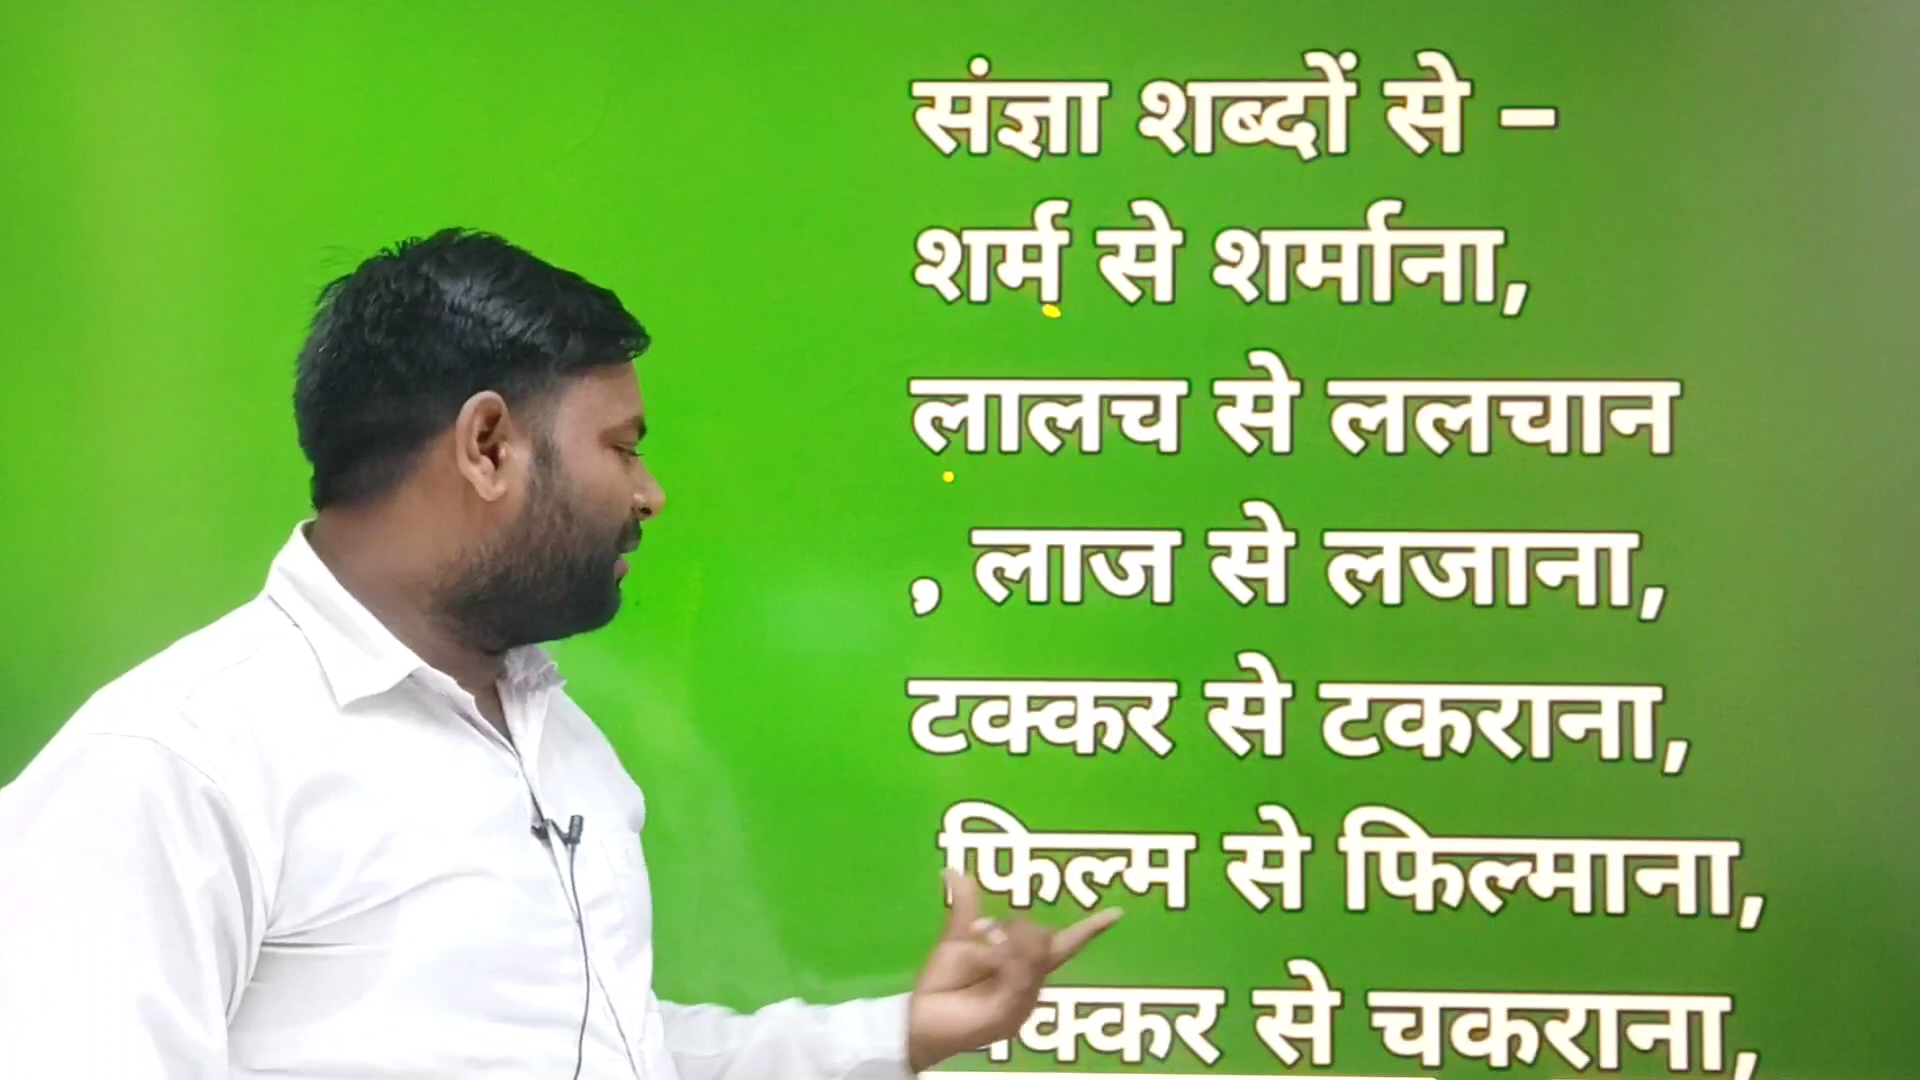 संज्ञा शब्दों से –
शर्म से शर्माना,
लालच से ललचान
, लाज से लजाना,
टक्कर से टकराना,
फिल्म से फिल्माना,
से चकराना,